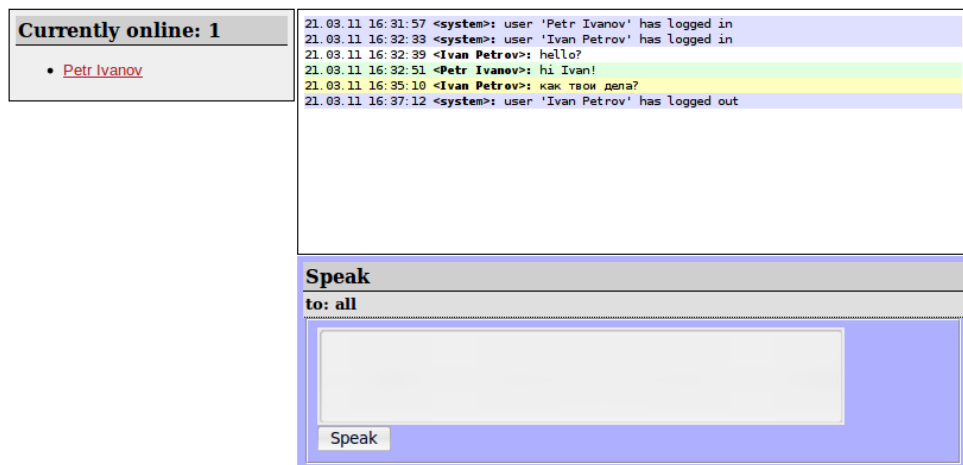 Currently online: 1
Petr Ivanov
21.03.11 16:31:57 <system>: user 'Petr Ivanov' has logged in
21.03.11 16:32:33 <system>: user 'Ivan Petrov' has logged in
21.03.11 16:32:39 <Ivan Petrov>: hello?
21.03.11 16:32:51 <Petr Ivanov>: hi Ivan!
21.03.11 16:35:10 <Ivan Petrov>: как твои дела?
21.03.11 16:37:12 <system>: user 'Ivan Petrov' has logged out
Speak
to: all
Speak